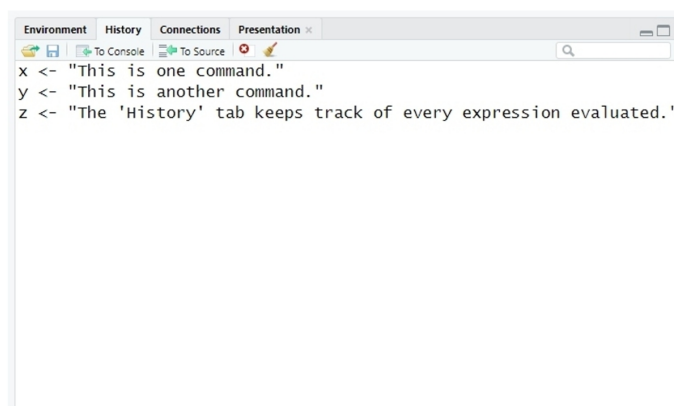 Environment History Connections Presentation
To Console To Source
x <- "This is one command."
y <- "This is another command."
z <- "The 'History' tab keeps track of every expression evaluated."